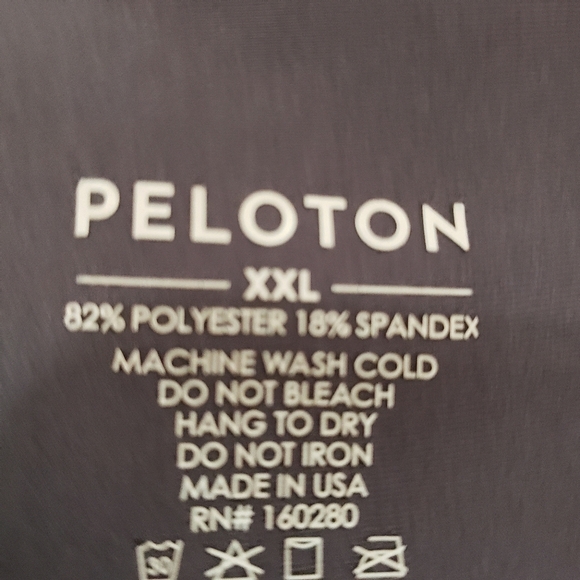 PELOTON
XXL
82% POLYESTER 18% SPANDEX
MACHINE WASH COLD
DO NOT BLEACH
HANG TO DRY
DO NOT IRON
MADE IN USA
RN# 160280
30